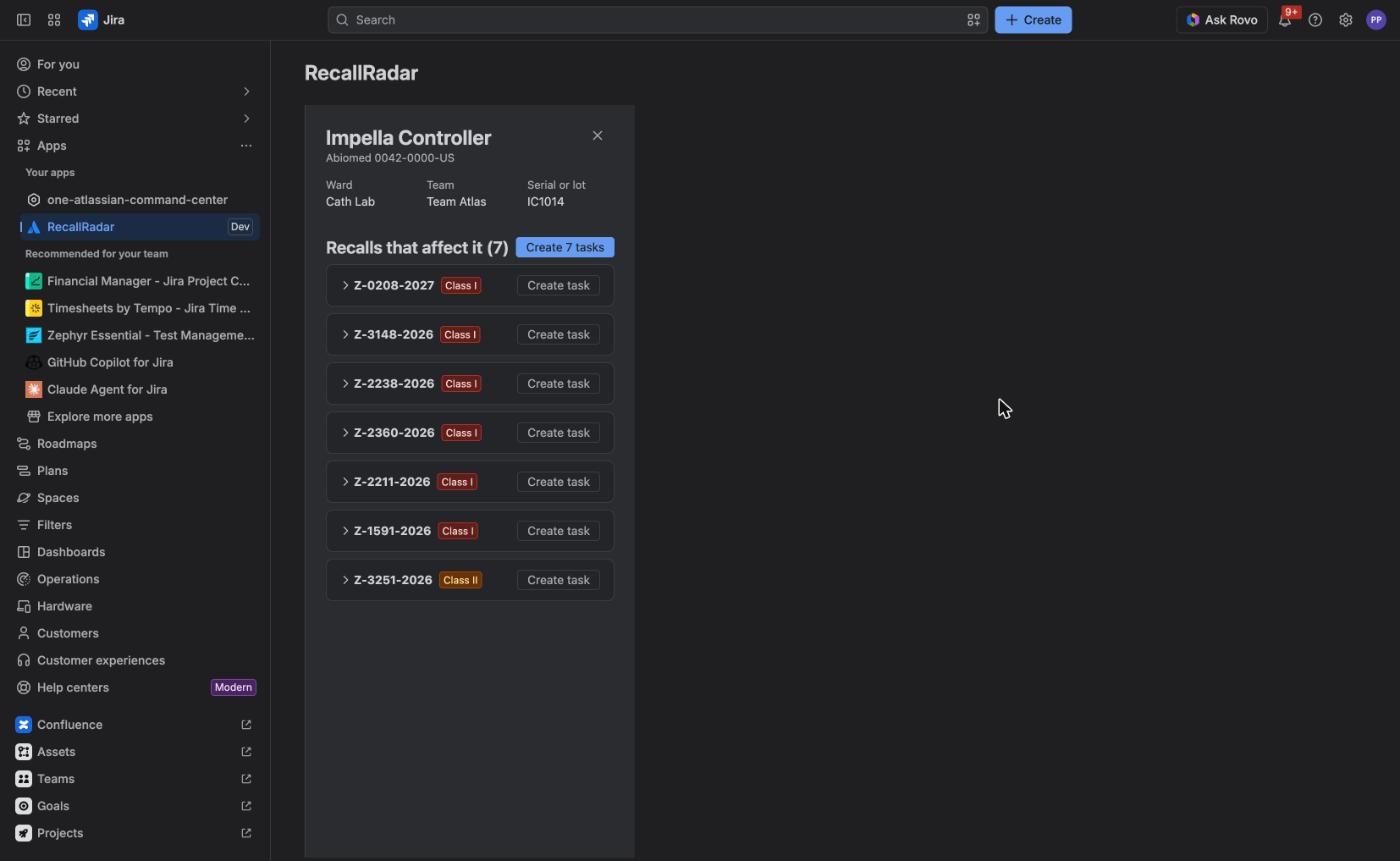 Jira
Search
Create
Ask Rovo
9+
PP
For you
Recent
Starred
Apps
Your apps
one-atlassian-command-center
RecallRadar Dev
Recommended for your team
Financial Manager - Jira Project C...
Timesheets by Tempo - Jira Time ...
Zephyr Essential - Test Manageme...
GitHub Copilot for Jira
Claude Agent for Jira
Explore more apps
Roadmaps
Plans
Spaces
Filters
Dashboards
Operations
Hardware
Customers
Customer experiences
Help centers Modern
Confluence
Assets
Teams
Goals
Projects
RecallRadar
Impella Controller
Abiomed 0042-0000-US
Ward Team Serial or lot
Cath Lab Team Atlas IC1014
Recalls that affect it (7) Create 7 tasks
Z-0208-2027 Class I Create task
Z-3148-2026 Class I Create task
Z-2238-2026 Class I Create task
Z-2360-2026 Class I Create task
Z-2211-2026 Class I Create task
Z-1591-2026 Class I Create task
Z-3251-2026 Class II Create task